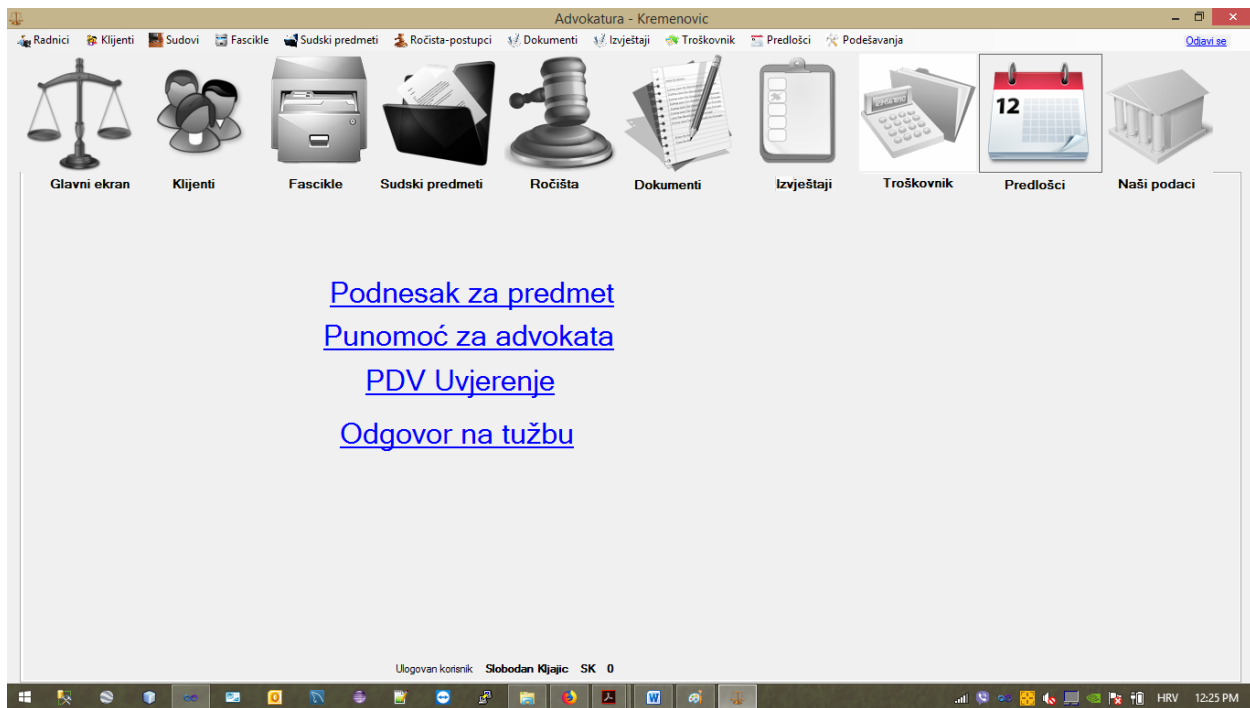 Advokatura - Kremenovic
Radnici Klijenti Sudovi Fascikle Sudski predmeti Ročista-postupci Dokumenti Izvještaji Troškovnik Predlošci Podešavanja Odjavi se
12
Glavni ekran Klijenti Fascikle Sudski predmeti Ročišta Dokumenti Izvještaji Troškovnik Predlošci Naši podaci
Podnesak za predmet
Punomoć za advokata
PDV Uvjerenje
Odgovor na tužbu
Ulogovan korisnik Slobodan Kljajic SK 0
HRV 12:25 PM